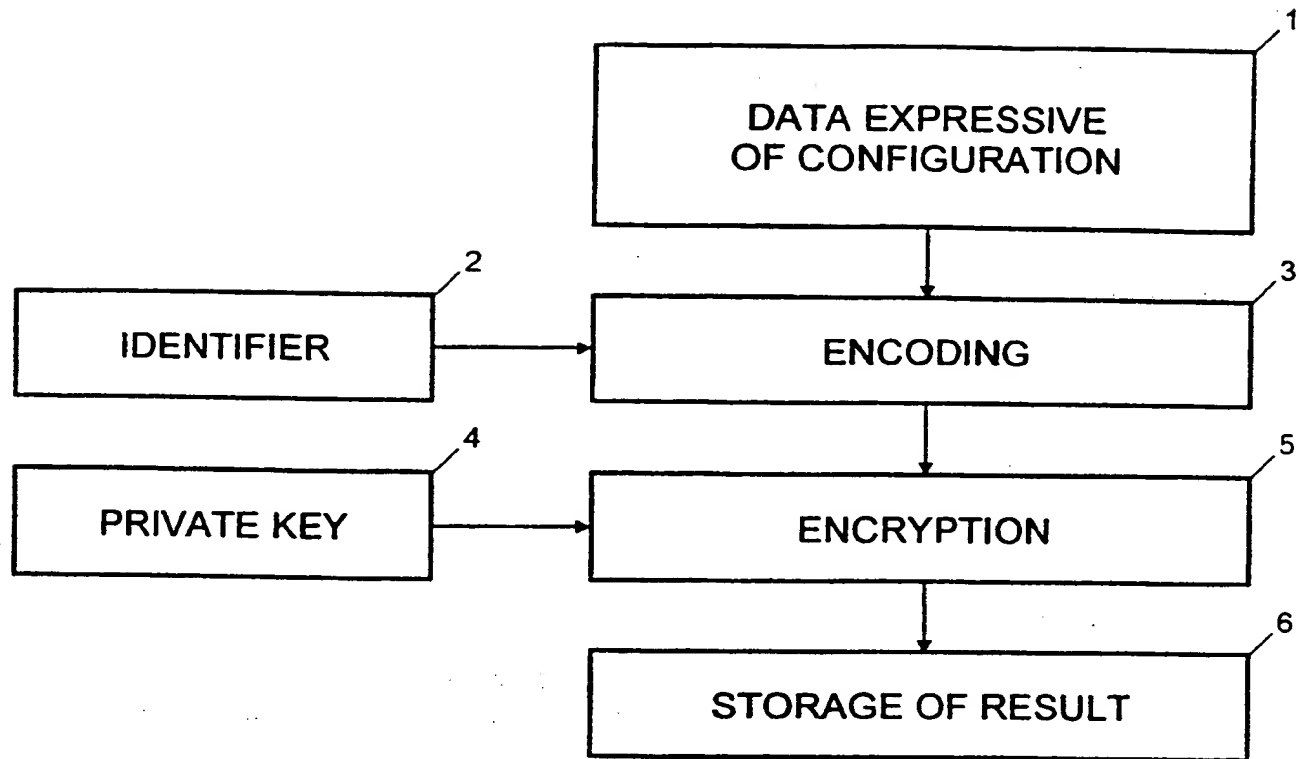 1
DATA EXPRESSIVE
OF CONFIGURATION
2
IDENTIFIER
3
ENCODING
4
PRIVATE KEY
5
ENCRYPTION
6
STORAGE OF RESULT